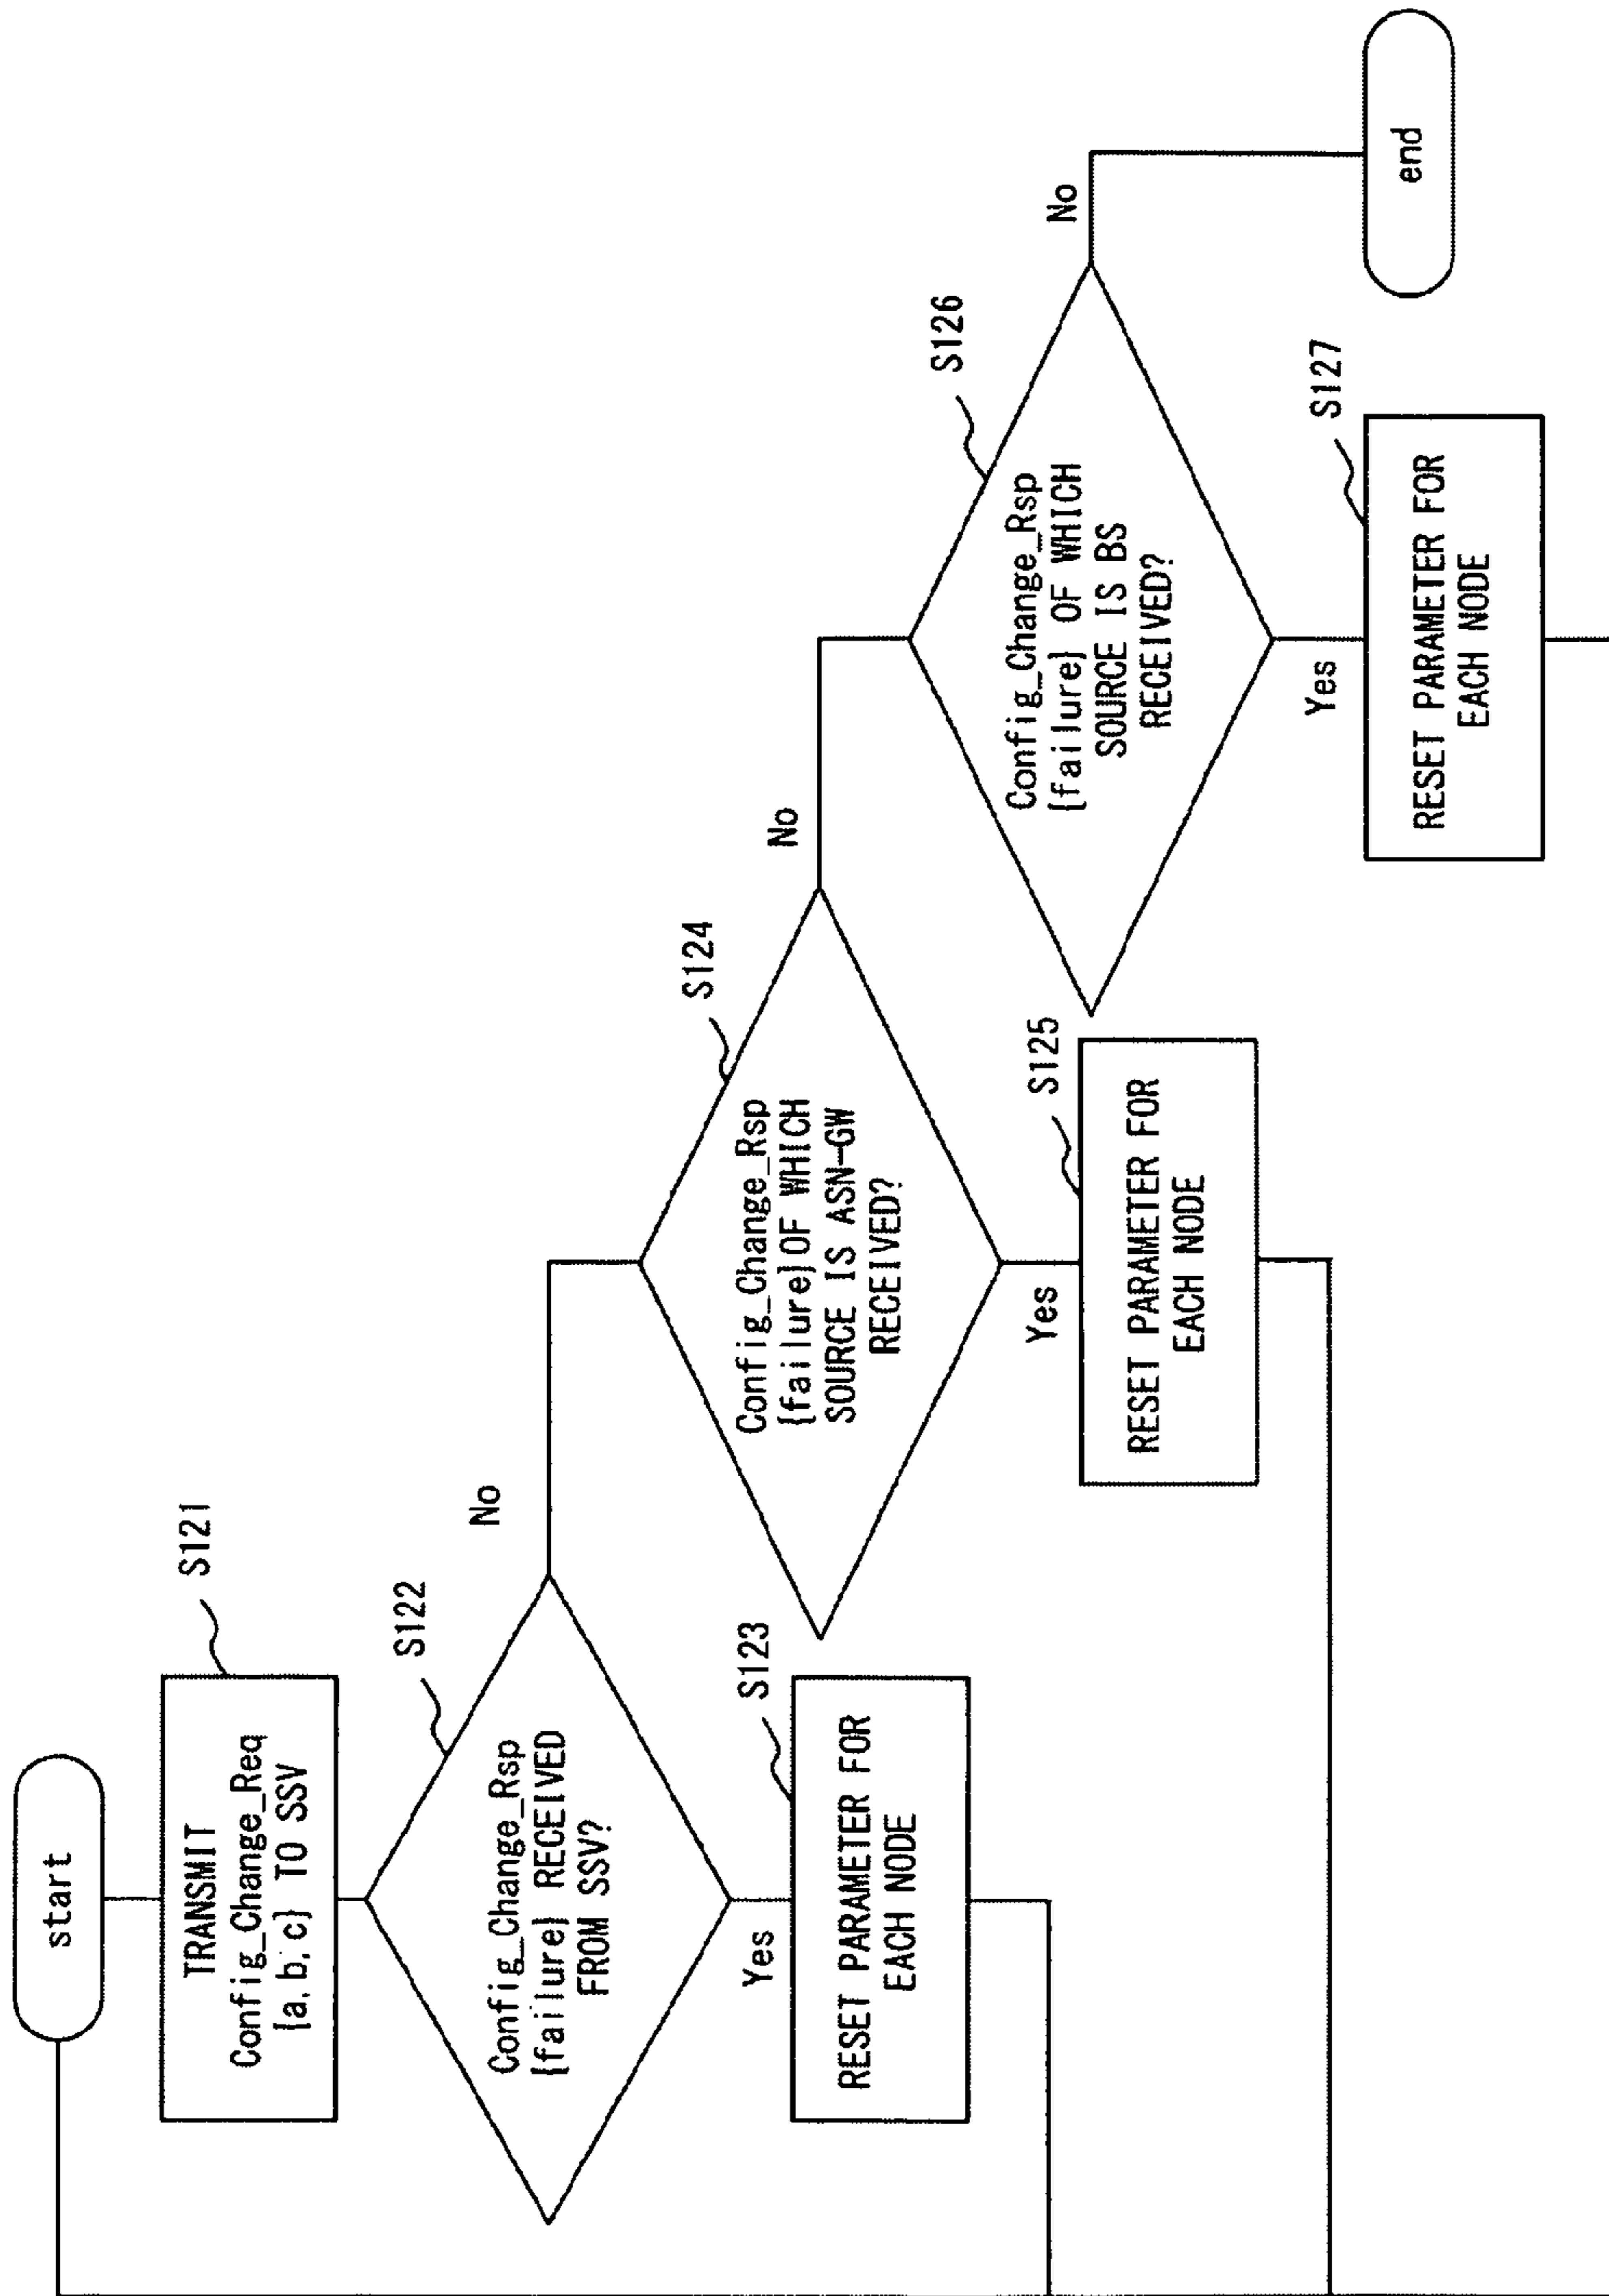 start
S121
TRANSMIT
Config_Change_Req
{a, b, c} TO SSV
S122
Config_Change_Rsp
{failure} RECEIVED
FROM SSV?
No
Yes
S123
RESET PARAMETER FOR
EACH NODE
S124
Config_Change_Rsp
{failure}OF WHICH
SOURCE IS ASN-GW
RECEIVED?
No
Yes
S125
RESET PARAMETER FOR
EACH NODE
S126
Config_Change_Rsp
{failure} OF WHICH
SOURCE IS BS
RECEIVED?
No
Yes
S127
RESET PARAMETER FOR
EACH NODE
end